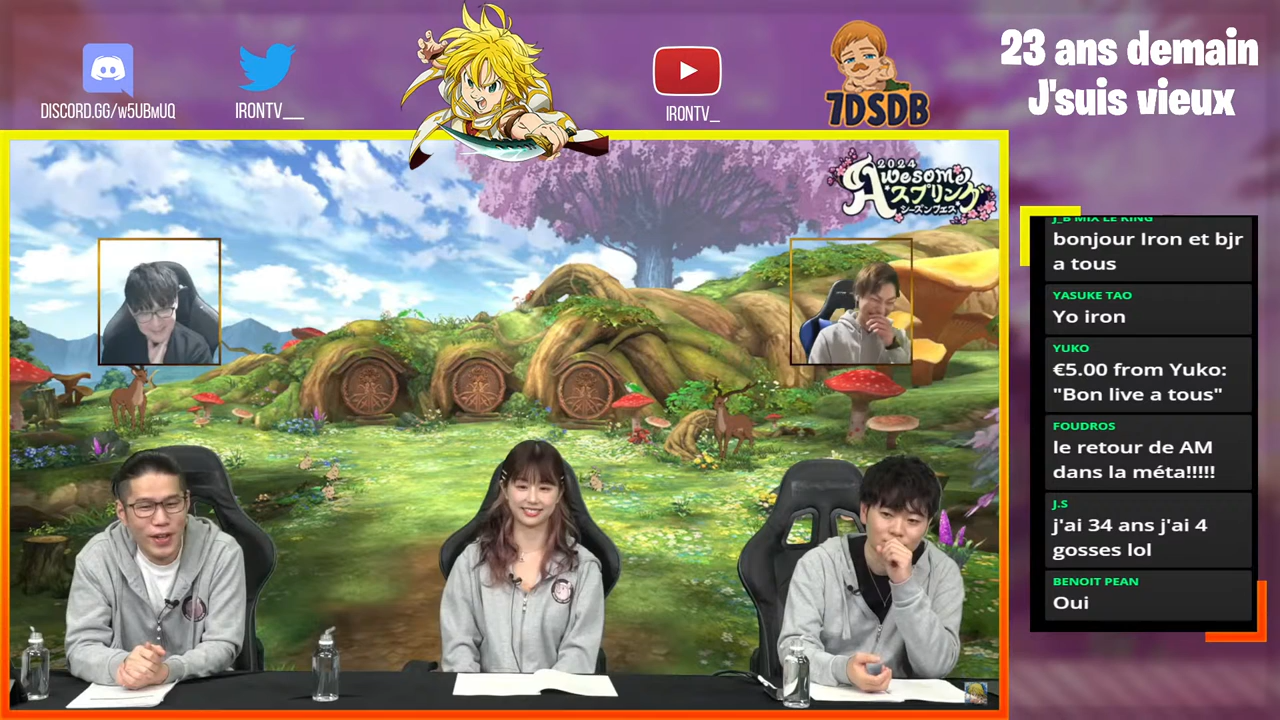 DISCORD.GG/W5UBMUQ
IRONTV__
IRONTV_
7DSDB
23 ans demain
J'suis vieux
2024
Awesome
スプリング
シーズンフェス
J_B MIX LE KING
bonjour Iron et bjr
a tous
YASUKE TAO
Yo iron
YUKO
€5.00 from Yuko:
"Bon live a tous"
FOUDROS
le retour de AM
dans la méta!!!!!
J.S
j'ai 34 ans j'ai 4
gosses lol
BENOIT PEAN
Oui